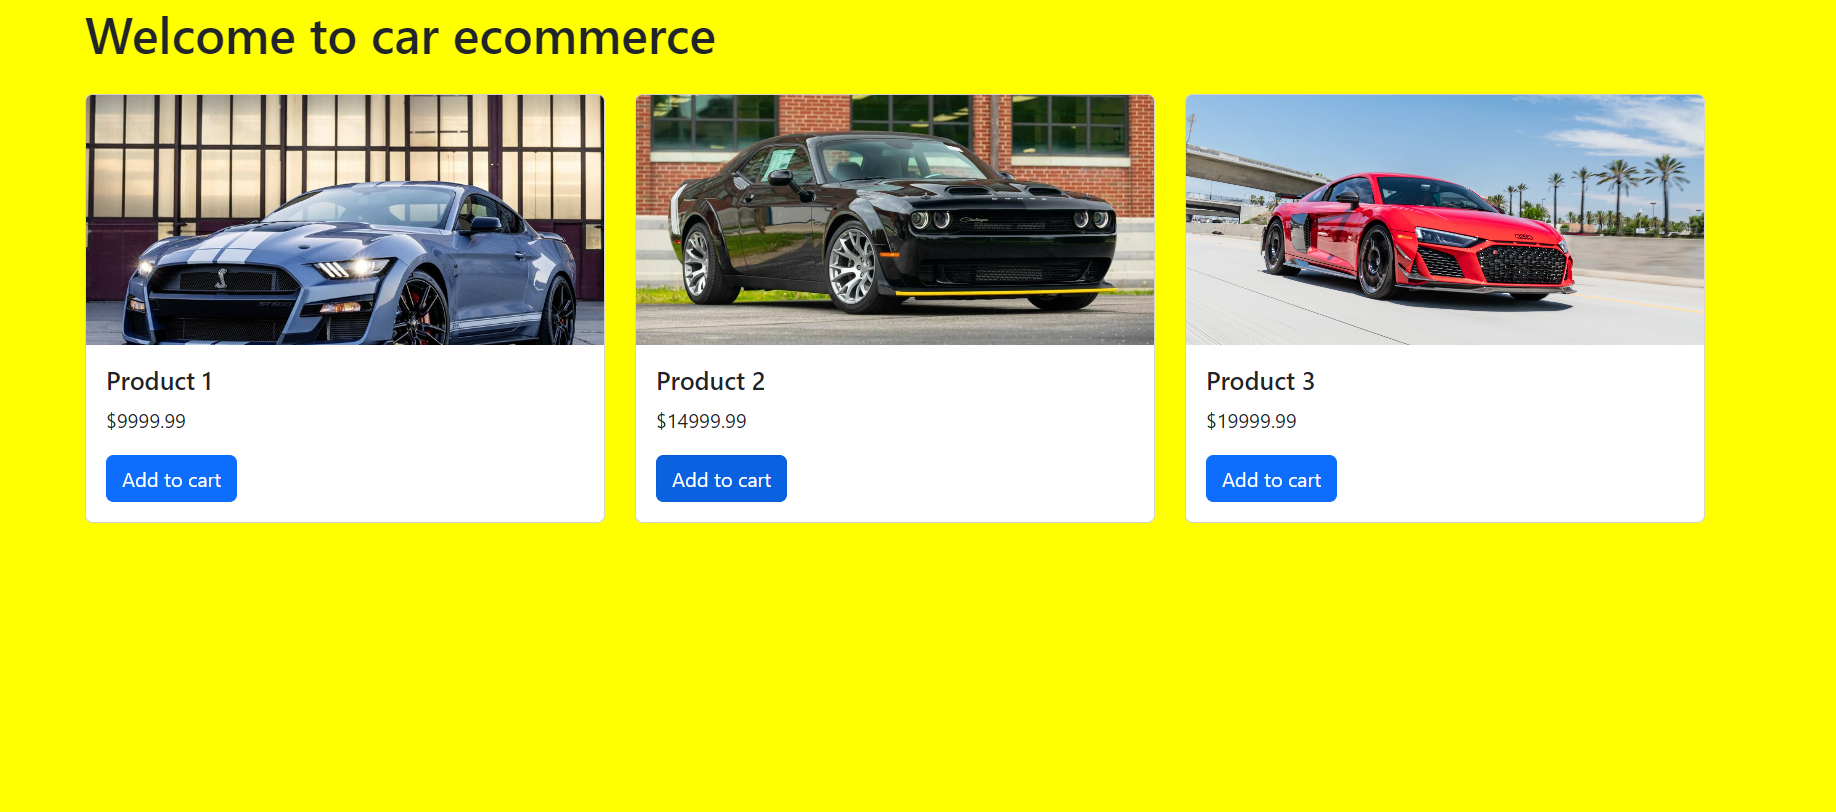 Welcome to car ecommerce
Product 1
$9999.99
Add to cart
Product 2
$14999.99
Add to cart
Product 3
$19999.99
Add to cart